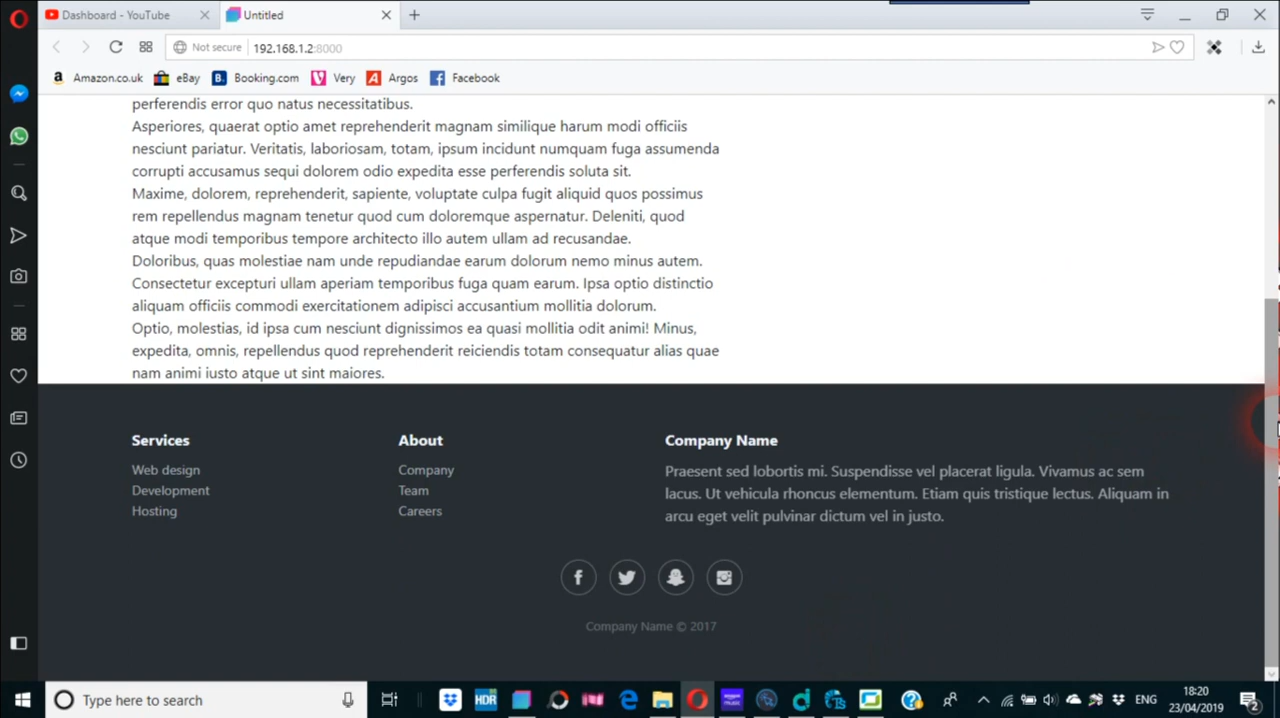 Dashboard - YouTube
Untitled
Not secure
192.168.1.2:8000
Amazon.co.uk
eBay
Booking.com
Very
Argos
Facebook
perferendis error quo natus necessitatibus.
Asperiores, quaerat optio amet reprehenderit magnam similique harum modi officiis
nesciunt pariatur. Veritatis, laboriosam, totam, ipsum incidunt numquam fuga assumenda
corrupti accusamus sequi dolorem odio expedita esse perferendis soluta sit.
Maxime, dolorem, reprehenderit, sapiente, voluptate culpa fugit aliquid quos possimus
rem repellendus magnam tenetur quod cum doloremque aspernatur. Deleniti, quod
atque modi temporibus tempore architecto illo autem ullam ad recusandae.
Doloribus, quas molestiae nam unde repudiandae earum dolorum nemo minus autem.
Consectetur excepturi ullam aperiam temporibus fuga quam earum. Ipsa optio distinctio
aliquam officiis commodi exercitationem adipisci accusantium mollitia dolorum.
Optio, molestias, id ipsa cum nesciunt dignissimos ea quasi mollitia odit animi! Minus,
expedita, omnis, repellendus quod reprehenderit reiciendis totam consequatur alias quae
nam animi iusto atque ut sint maiores.
Services
Web design
Development
Hosting
About
Company
Team
Careers
Company Name
Praesent sed lobortis mi. Suspendisse vel placerat ligula. Vivamus ac sem
lacus. Ut vehicula rhoncus elementum. Etiam quis tristique lectus. Aliquam in
arcu eget velit pulvinar dictum vel in justo.
Company Name © 2017
Type here to search
HDR
ENG
18:20
23/04/2019
2